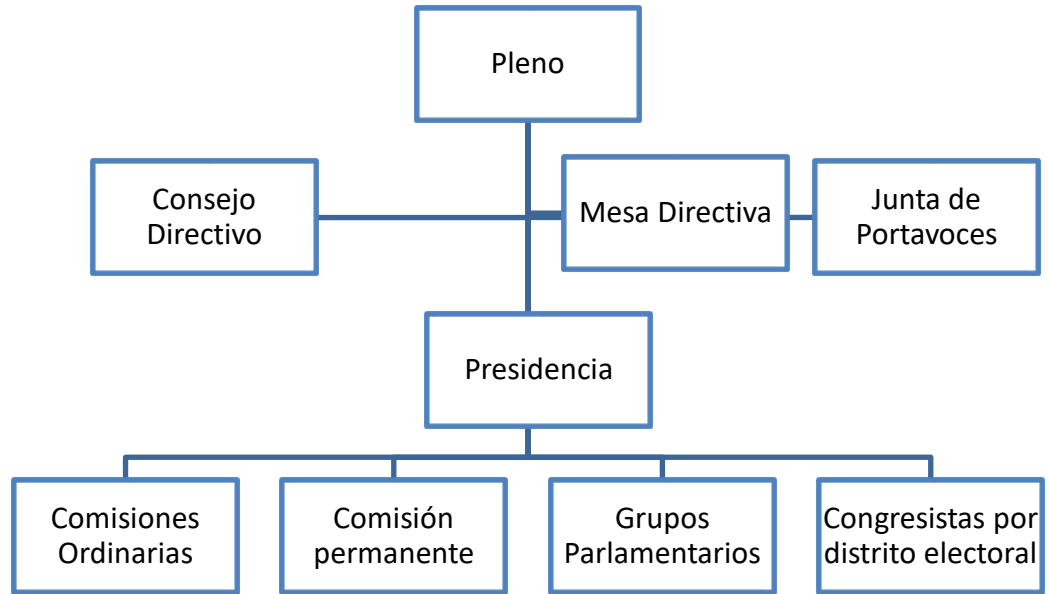 Pleno
Consejo
Directivo
Mesa Directiva
Junta de
Portavoces
Presidencia
Comisiones
Ordinarias
Comisión
permanente
Grupos
Parlamentarios
Congresistas por
distrito electoral